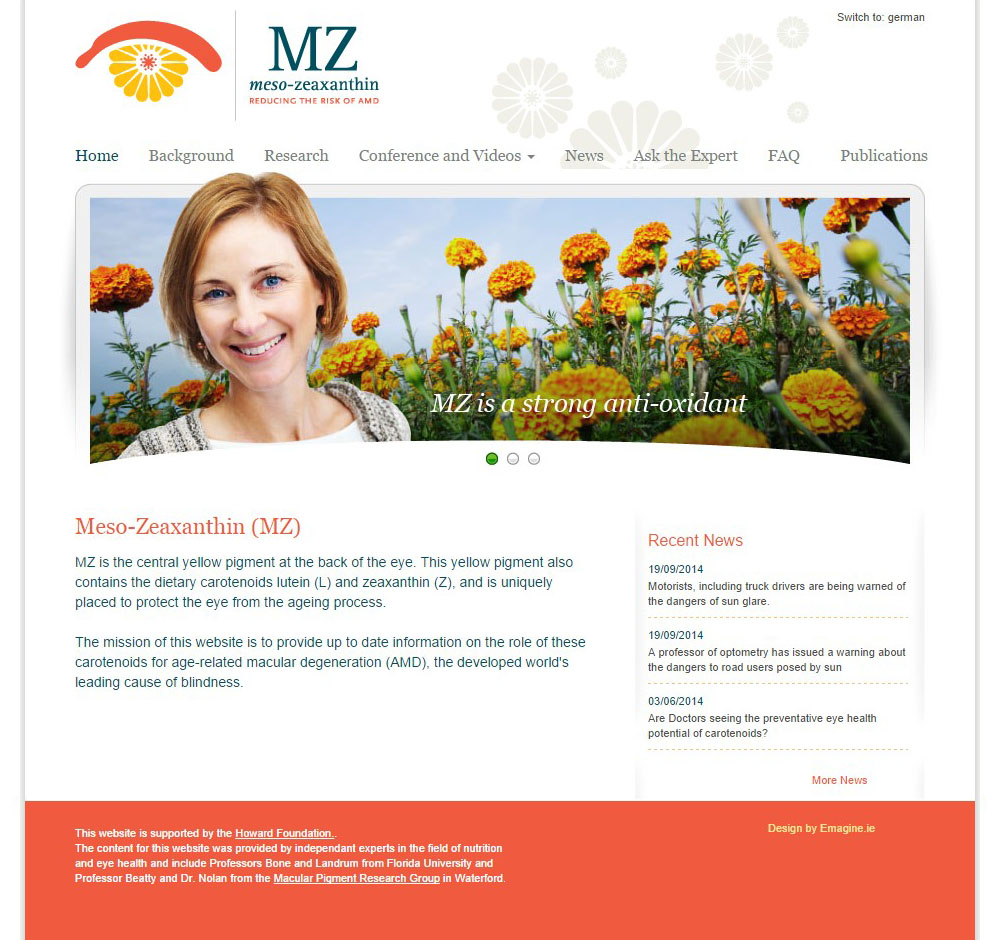 Switch to: german
MZ
meso-zeaxanthin
REDUCING THE RISK OF AMD
Home Background Research Conference and Videos News Ask the Expert FAQ Publications
MZ is a strong anti-oxidant
Meso-Zeaxanthin (MZ)
MZ is the central yellow pigment at the back of the eye. This yellow pigment also
contains the dietary carotenoids lutein (L) and zeaxanthin (Z), and is uniquely
placed to protect the eye from the ageing process.
The mission of this website is to provide up to date information on the role of these
carotenoids for age-related macular degeneration (AMD), the developed world's
leading cause of blindness.
Recent News
19/09/2014
Motorists, including truck drivers are being warned of
the dangers of sun glare.
19/09/2014
A professor of optometry has issued a warning about
the dangers to road users posed by sun
03/06/2014
Are Doctors seeing the preventative eye health
potential of carotenoids?
More News
This website is supported by the Howard Foundation..
The content for this website was provided by independant experts in the field of nutrition
and eye health and include Professors Bone and Landrum from Florida University and
Professor Beatty and Dr. Nolan from the Macular Pigment Research Group in Waterford.
Design by Emagine.ie